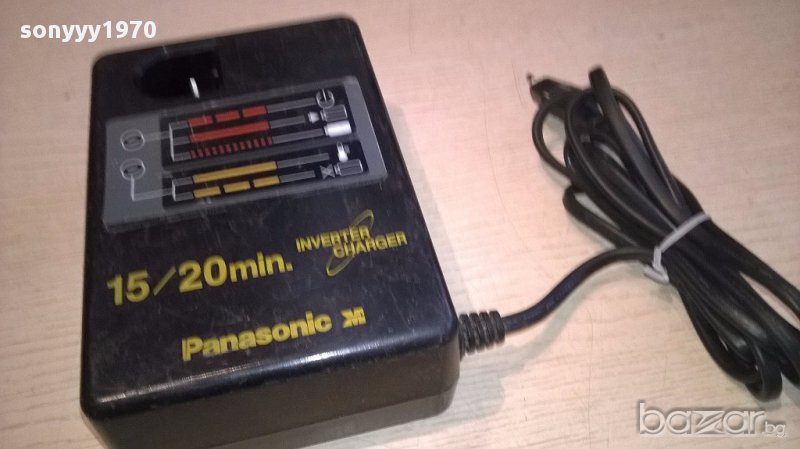 sonyyy1970
15/20min.
INVERTER
CHARGER
Panasonic
bazar.bg